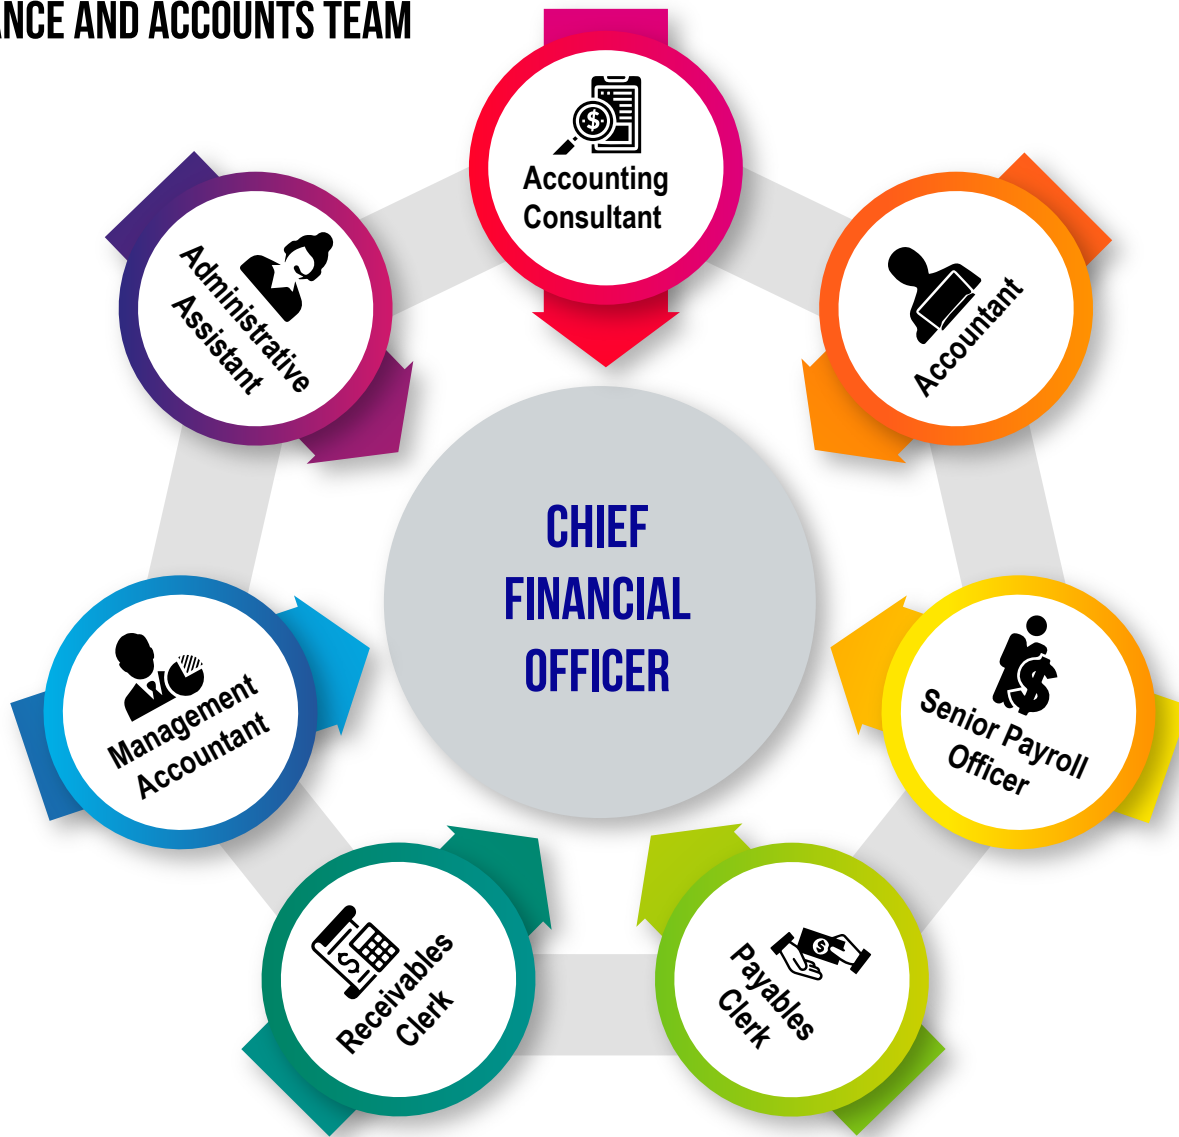 ANCE AND ACCOUNTS TEAM
Accounting
Consultant
Accountant
Senior Payroll
Officer
Payables
Clerk
Receivables
Clerk
Management
Accountant
Administrative
Assistant
CHIEF
FINANCIAL
OFFICER